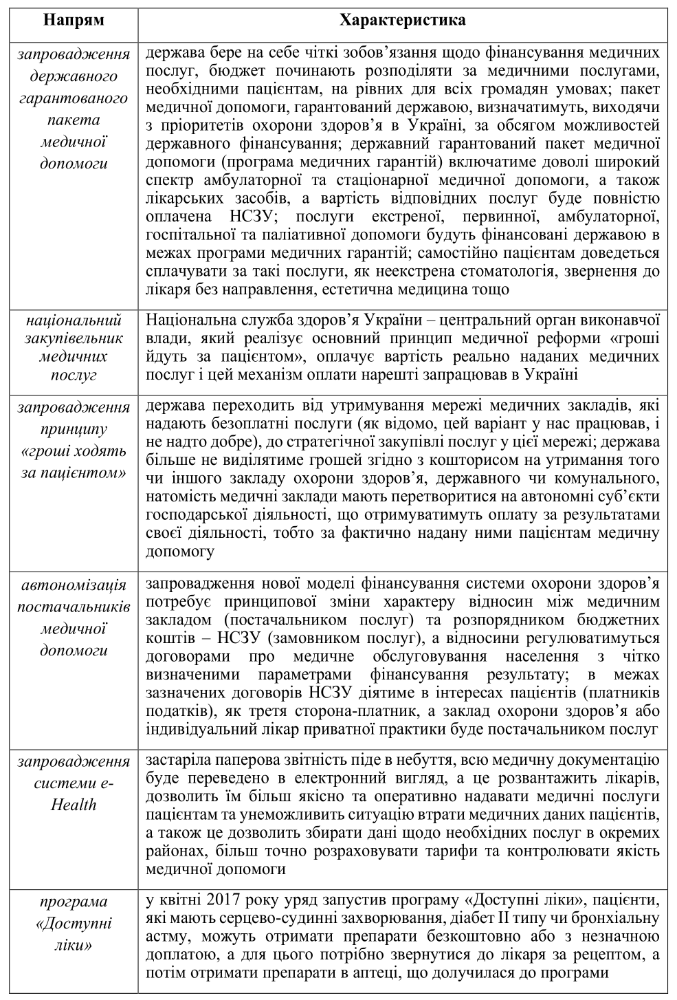 Напрям
Характеристика
запровадження
державного
гарантованого
пакета
медичної
допомоги
держава бере на себе чіткі зобов’язання щодо фінансування медичних
послуг, бюджет починають розподіляти за медичними послугами,
необхідними пацієнтам, на рівних для всіх громадян умовах; пакет
медичної допомоги, гарантований державою, визначатимуть, виходячи
з пріоритетів охорони здоров’я в Україні, за обсягом можливостей
державного фінансування; державний гарантований пакет медичної
допомоги (програма медичних гарантій) включатиме доволі широкий
спектр амбулаторної та стаціонарної медичної допомоги, а також
лікарських засобів, а вартість відповідних послуг буде повністю
оплачена НСЗУ; послуги екстреної, первинної, амбулаторної,
госпітальної та паліативної допомоги будуть фінансовані державою в
межах програми медичних гарантій; самостійно пацієнтам доведеться
сплачувати за такі послуги, як неекстрена стоматологія, звернення до
лікаря без направлення, естетична медицина тощо
національний
закупівельник
медичних
послуг
Національна служба здоров’я України – центральний орган виконавчої
влади, який реалізує основний принцип медичної реформи «гроші
йдуть за пацієнтом», оплачує вартість реально наданих медичних
послуг і цей механізм оплати нарешті запрацював в Україні
запровадження
принципу
«гроші ходять
за пацієнтом»
держава переходить від утримування мережі медичних закладів, які
надають безоплатні послуги (як відомо, цей варіант у нас працював, і
не надто добре), до стратегічної закупівлі послуг у цієї мережі; держава
більше не виділятиме грошей згідно з кошторисом на утримання того
чи іншого закладу охорони здоров’я, державного чи комунального,
натомість медичні заклади мають перетворитися на автономні суб’єкти
господарської діяльності, що отримуватимуть оплату за результатами
своєї діяльності, тобто за фактично надану ними пацієнтам медичну
допомогу
автономізація
постачальників
медичної
допомоги
запровадження нової моделі фінансування системи охорони здоров’я
потребує принципової зміни характеру відносин між медичним
закладом (постачальником послуг) та розпорядником бюджетних
коштів – НСЗУ (замовником послуг), а відносини регулюватимуться
договорами про медичне обслуговування населення з чітко
визначеними параметрами фінансування результату; в межах
зазначених договорів НСЗУ діятиме в інтересах пацієнтів (платників
податків), як третя сторона-платник, а заклад охорони здоров’я або
індивідуальний лікар приватної практики буде постачальником послуг
запровадження
системи e-
Health
застаріла паперова звітність піде в небуття, всю медичну документацію
буде переведено в електронний вигляд, а це розвантажить лікарів,
дозволить їм більш якісно та оперативно надавати медичні послуги
пацієнтам та унеможливить ситуацію втрати медичних даних пацієнтів,
а також це дозволить збирати дані щодо необхідних послуг в окремих
районах, більш точно розраховувати тарифи та контролювати якість
медичної допомоги
програма
«Доступні
ліки»
у квітні 2017 року уряд запустив програму «Доступні ліки», пацієнти,
які мають серцево-судинні захворювання, діабет ІІ типу чи бронхіальну
астму, можуть отримати препарати безкоштовно або з незначною
доплатою, а для цього потрібно звернутися до лікаря за рецептом, а
потім отримати препарати в аптеці, що долучилася до програми